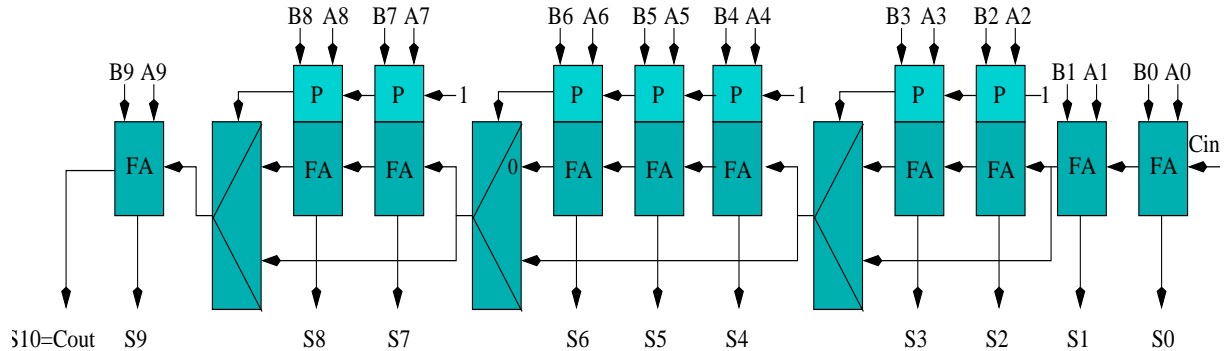 B8 A8 B7 A7 B6 A6 B5 A5 B4 A4 B3 A3 B2 A2
B9 A9 B1 A1 B0 A0
P P 1 P P P 1 P P 1
Cin
FA FA FA 0 FA FA FA FA FA FA FA
S10=Cout S9 S8 S7 S6 S5 S4 S3 S2 S1 S0